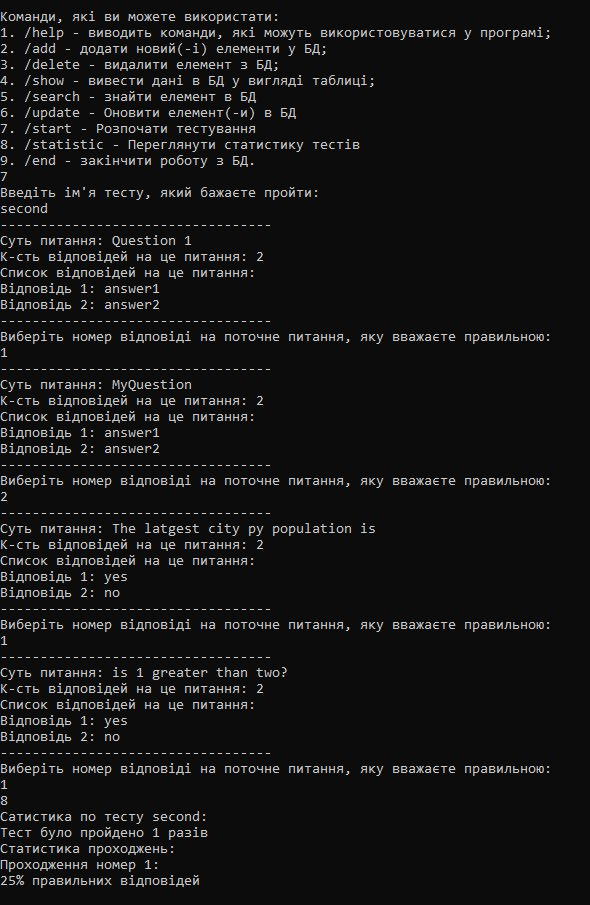 Команди, які ви можете використати:
1. /help - виводить команди, які можуть використовуватися у програмі;
2. /add - додати новий(-і) елементи у БД;
3. /delete - видалити елемент з БД;
4. /show - вивести дані в БД у вигляді таблиці;
5. /search - знайти елемент в БД
6. /update - Оновити елемент(-и) в БД
7. /start - Розпочати тестування
8. /statistic - Переглянути статистику тестів
9. /end - закінчити роботу з БД.
7
Введіть ім'я тесту, який бажаєте пройти:
second
----------------------------------
Суть питання: Question 1
К-сть відповідей на це питання: 2
Список відповідей на це питання:
Відповідь 1: answer1
Відповідь 2: answer2
----------------------------------
Виберіть номер відповіді на поточне питання, яку вважаєте правильною:
1
----------------------------------
Суть питання: MyQuestion
К-сть відповідей на це питання: 2
Список відповідей на це питання:
Відповідь 1: answer1
Відповідь 2: answer2
----------------------------------
Виберіть номер відповіді на поточне питання, яку вважаєте правильною:
2
----------------------------------
Суть питання: The latgest city py population is
К-сть відповідей на це питання: 2
Список відповідей на це питання:
Відповідь 1: yes
Відповідь 2: no
----------------------------------
Виберіть номер відповіді на поточне питання, яку вважаєте правильною:
1
----------------------------------
Суть питання: is 1 greater than two?
К-сть відповідей на це питання: 2
Список відповідей на це питання:
Відповідь 1: yes
Відповідь 2: no
----------------------------------
Виберіть номер відповіді на поточне питання, яку вважаєте правильною:
1
8
Сатистика по тесту second:
Тест було пройдено 1 разів
Статистика проходжень:
Проходження номер 1:
25% правильних відповідей